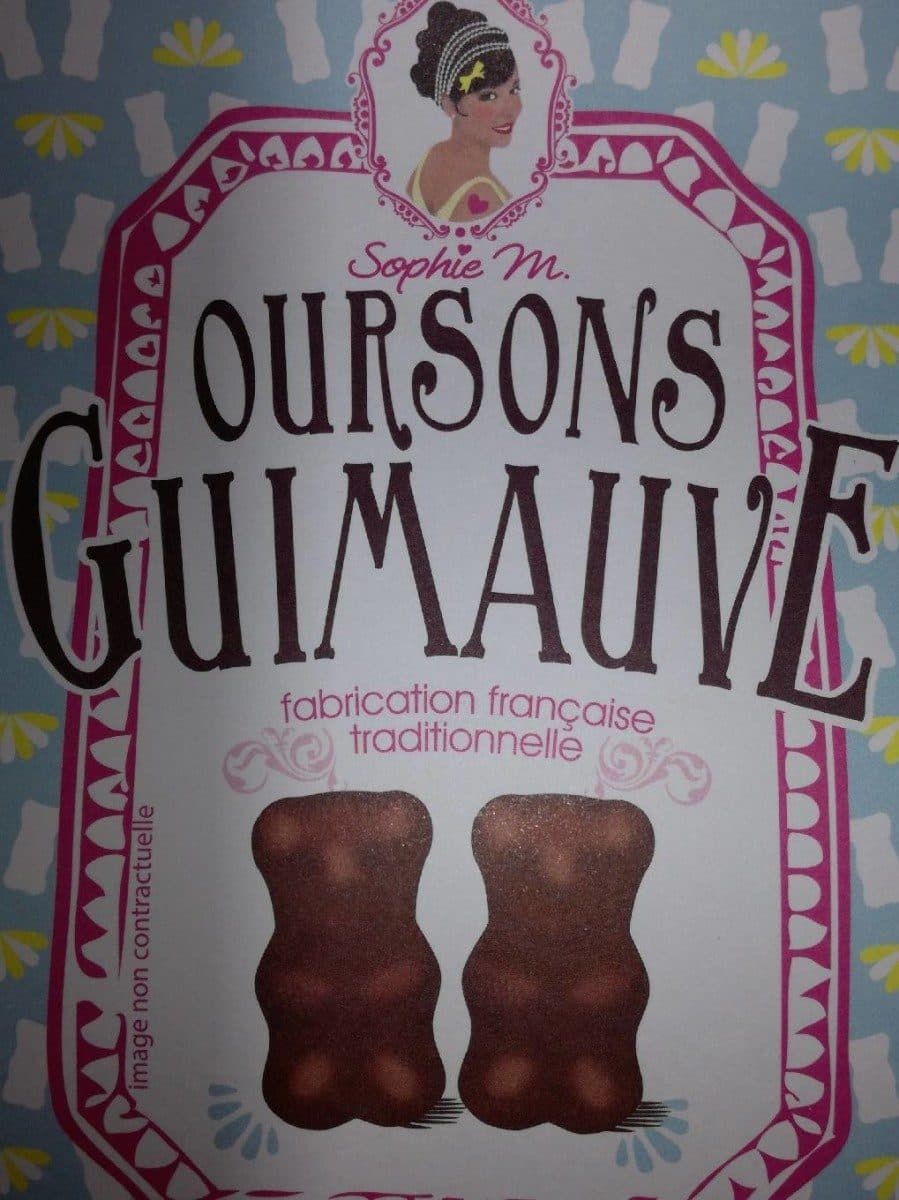 Sophie M.
OURSONS
GUIMAUVE
fabrication française
traditionnelle
image non contractuelle